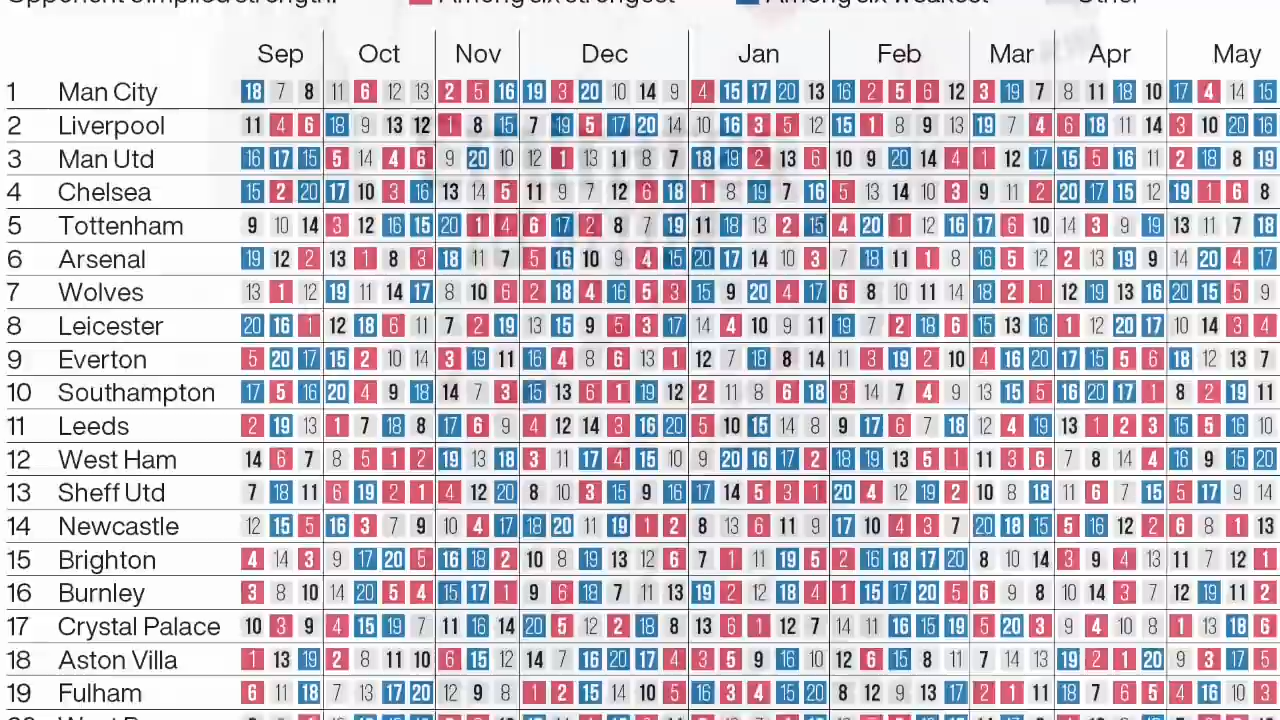 Opponent's implied strength: Among six strongest Among six weakest Other
Sep Oct Nov Dec Jan Feb Mar Apr May
1 Man City 18 7 8 11 6 12 13 2 5 16 19 3 20 10 14 9 4 15 17 20 13 16 2 5 6 12 3 19 7 8 11 18 10 17 4 14 15
2 Liverpool 11 4 6 18 9 13 12 1 8 15 7 19 5 17 20 14 10 16 3 5 12 15 1 8 9 13 19 7 4 6 18 11 14 3 10 20 16
3 Man Utd 16 17 15 5 14 4 6 9 20 10 12 1 13 11 8 7 18 19 2 13 6 10 9 20 14 4 1 12 17 15 5 16 11 2 18 8 19
4 Chelsea 15 2 20 17 10 3 16 13 14 5 11 9 7 12 6 18 1 8 19 7 16 5 13 14 10 3 9 11 2 20 17 15 12 19 1 6 8
5 Tottenham 9 10 14 3 12 16 15 20 1 4 6 17 2 8 7 19 11 18 13 2 15 4 20 1 12 16 17 6 10 14 3 9 19 13 11 7 18
6 Arsenal 19 12 2 13 1 8 3 18 11 7 5 16 10 9 4 15 20 17 14 10 3 7 18 11 1 8 16 5 12 2 13 19 9 14 20 4 17
7 Wolves 13 1 12 19 11 14 17 8 10 6 2 18 4 16 5 3 15 9 20 4 17 6 8 10 11 14 18 2 1 12 19 13 16 20 15 5 9
8 Leicester 20 16 1 12 18 6 11 7 2 19 13 15 9 5 3 17 14 4 10 9 11 19 7 2 18 6 15 13 16 1 12 20 17 10 14 3 4
9 Everton 5 20 17 15 2 10 14 3 19 11 16 4 8 6 13 1 12 7 18 8 14 11 3 19 2 10 4 16 20 17 15 5 6 18 12 13 7
10 Southampton 17 5 16 20 4 9 18 14 7 3 15 13 6 1 19 12 2 11 8 6 18 3 14 7 4 9 13 15 5 16 20 17 1 8 2 19 11
11 Leeds 2 19 13 1 7 18 8 17 6 9 4 12 14 3 16 20 5 10 15 14 8 9 17 6 7 18 12 4 19 13 1 2 3 15 5 16 10
12 West Ham 14 6 7 8 5 1 2 19 13 18 3 11 17 4 15 10 9 20 16 17 2 18 19 13 5 1 11 3 6 7 8 14 4 16 9 15 20
13 Sheff Utd 7 18 11 6 19 2 1 4 12 20 8 10 3 15 9 16 17 14 5 3 1 20 4 12 19 2 10 8 18 11 6 7 15 5 17 9 14
14 Newcastle 12 15 5 16 3 7 9 10 4 17 18 20 11 19 1 2 8 13 6 11 9 17 10 4 3 7 20 18 15 5 16 12 2 6 8 1 13
15 Brighton 4 14 3 9 17 20 5 16 18 2 10 8 19 13 12 6 7 1 11 19 5 2 16 18 17 20 8 10 14 3 9 4 13 11 7 12 1
16 Burnley 3 8 10 14 20 5 4 15 17 1 9 6 18 7 11 13 19 2 12 18 4 1 15 17 20 5 6 9 8 10 14 3 7 12 19 11 2
17 Crystal Palace 10 3 9 4 15 19 7 11 16 14 20 5 12 2 18 8 13 6 1 12 7 14 11 16 15 19 5 20 3 9 4 10 8 1 13 18 6
18 Aston Villa 1 13 19 2 8 11 10 6 15 12 14 7 16 20 17 4 3 5 9 16 10 12 6 15 8 11 7 14 13 19 2 1 20 9 3 17 5
19 Fulham 6 11 18 7 13 17 20 12 9 8 1 2 15 14 10 5 16 3 4 15 20 8 12 9 13 17 2 1 11 18 7 6 5 4 16 10 3